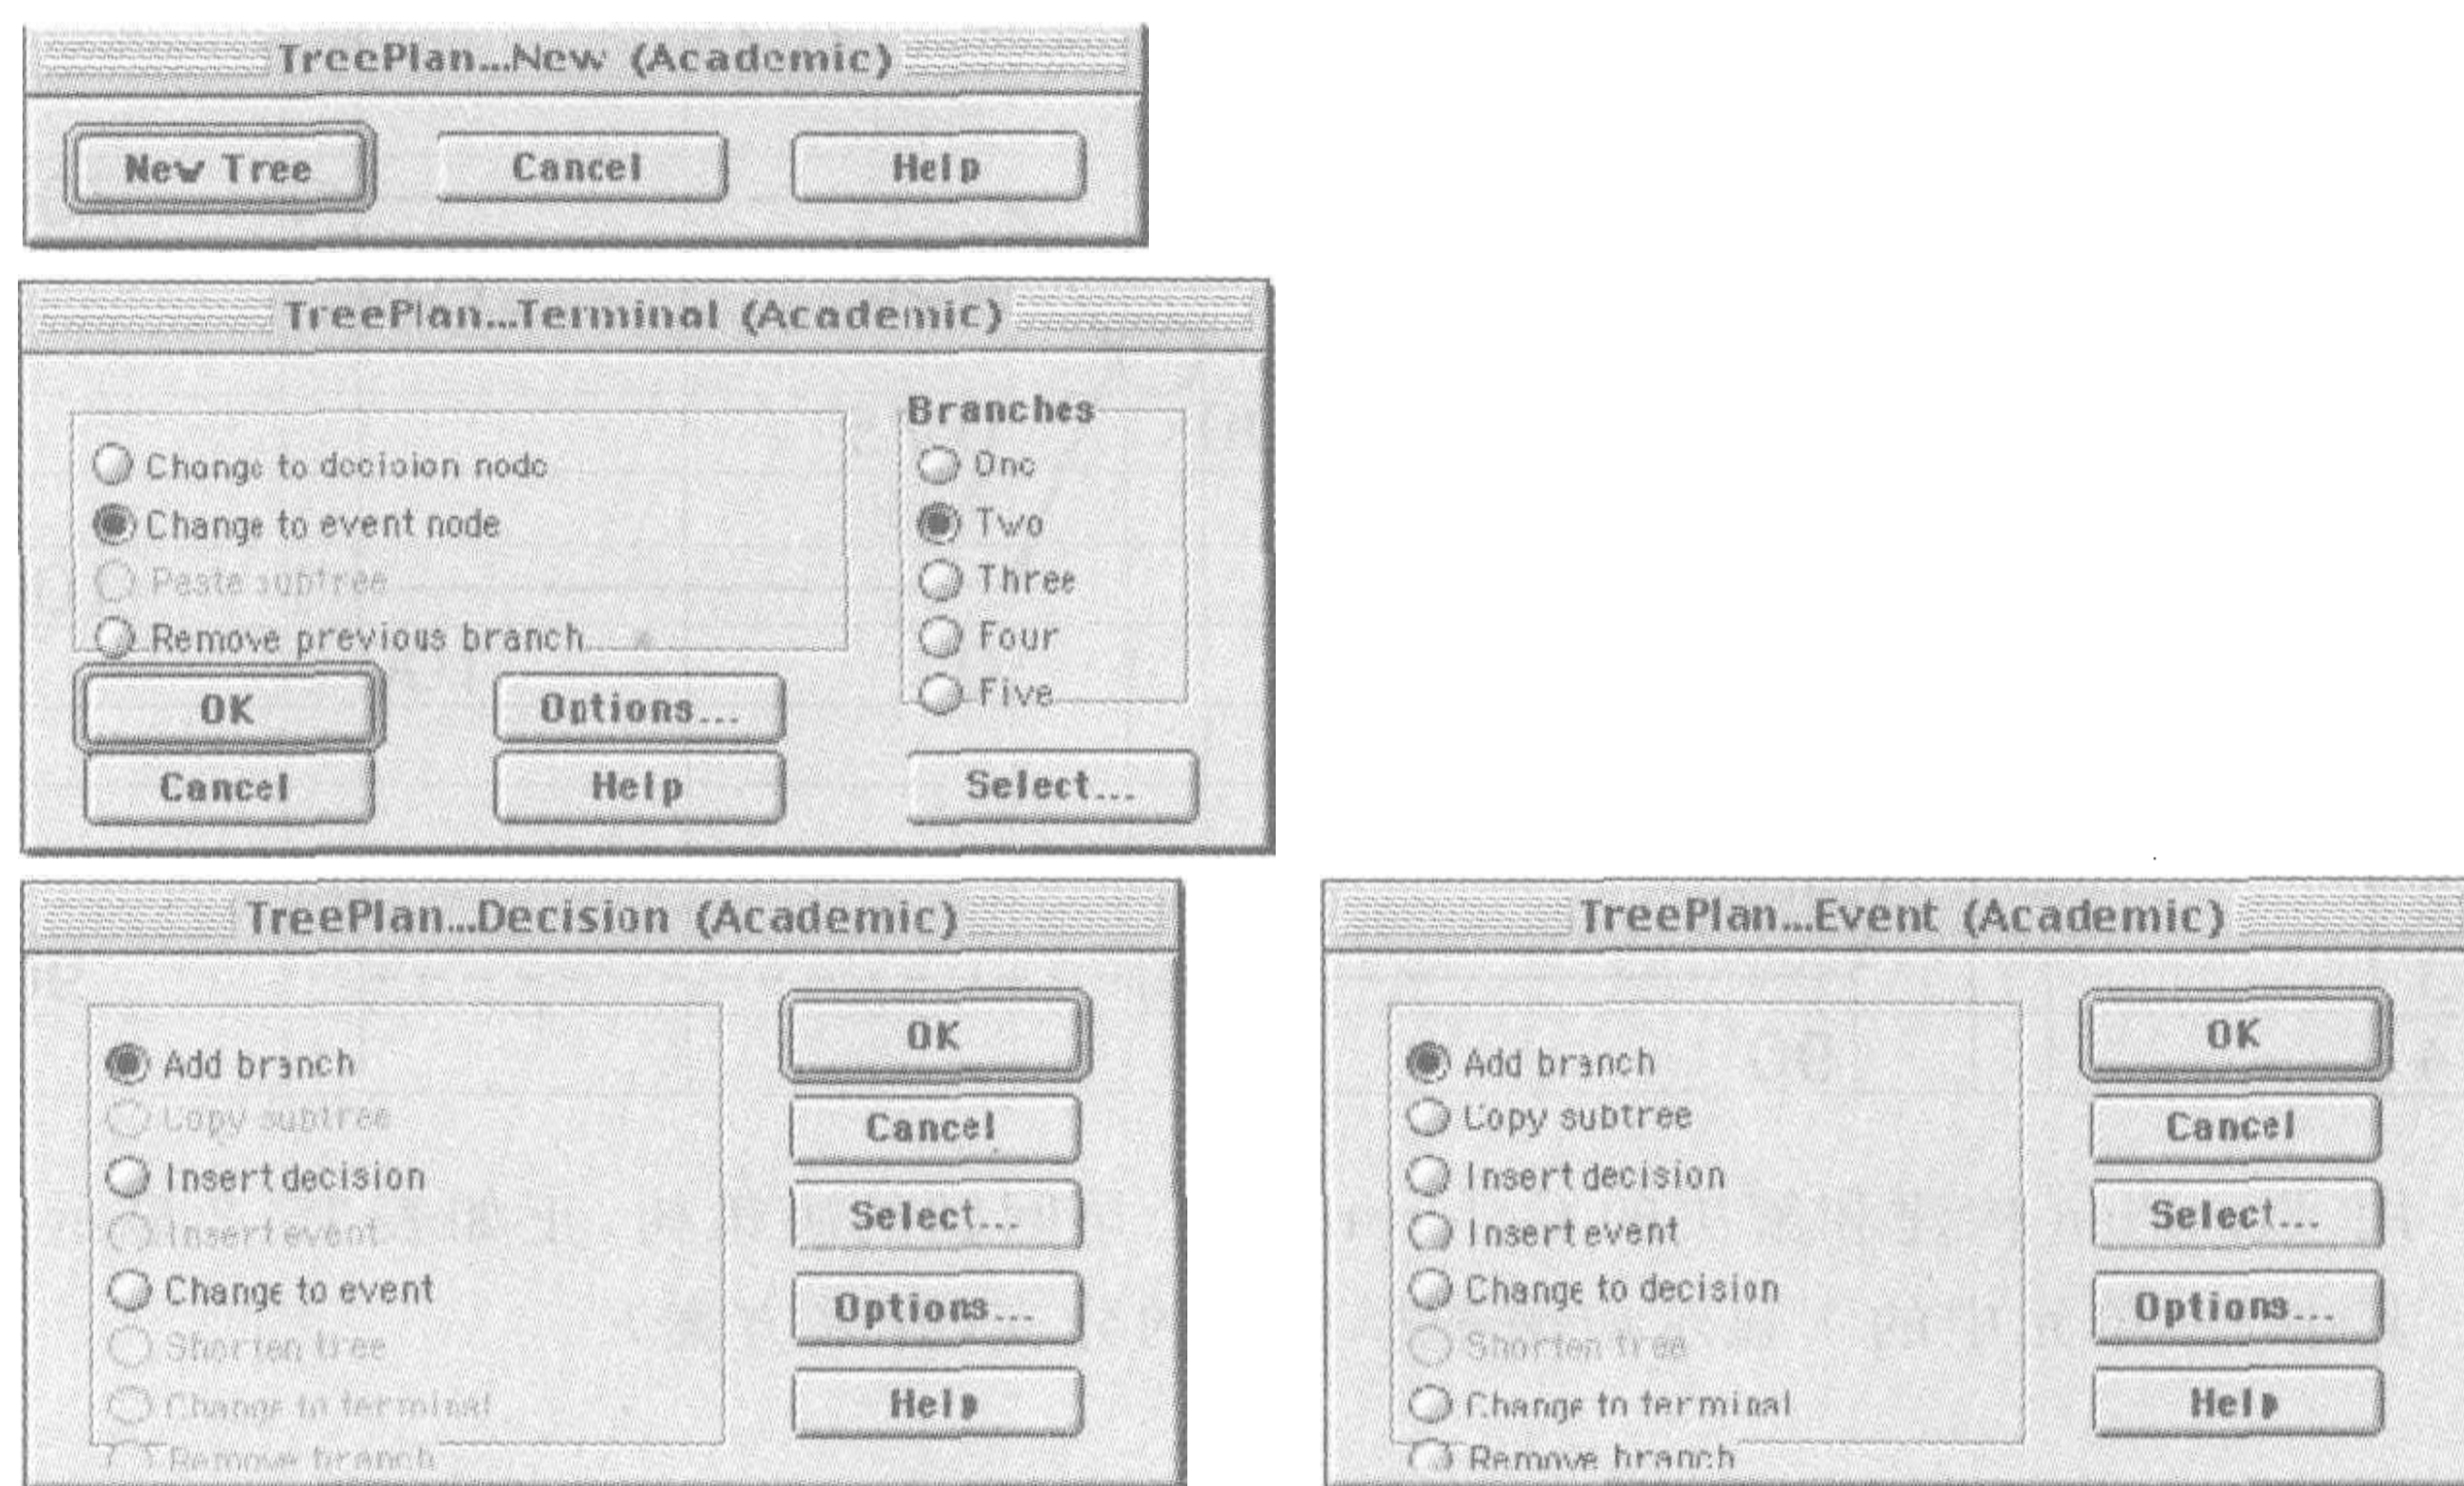 TreePlan...New (Academic)
New Tree
Cancel
Help
TreePlan...Terminal (Academic)
Change to decision node
Change to event node
Paste subtree
Remove previous branch
Branches
One
Two
Three
Four
Five
OK
Options...
Cancel
Help
Select...
TreePlan...Decision (Academic)
Add branch
Copy subtree
Insert decision
Insert event
Change to event
Shorten tree
Change to terminal
Remove branch
OK
Cancel
Select...
Options...
Help
TreePlan...Event (Academic)
Add branch
Copy subtree
Insert decision
Insert event
Change to decision
Shorten tree
Change to terminal
Remove branch
OK
Cancel
Select...
Options...
Help